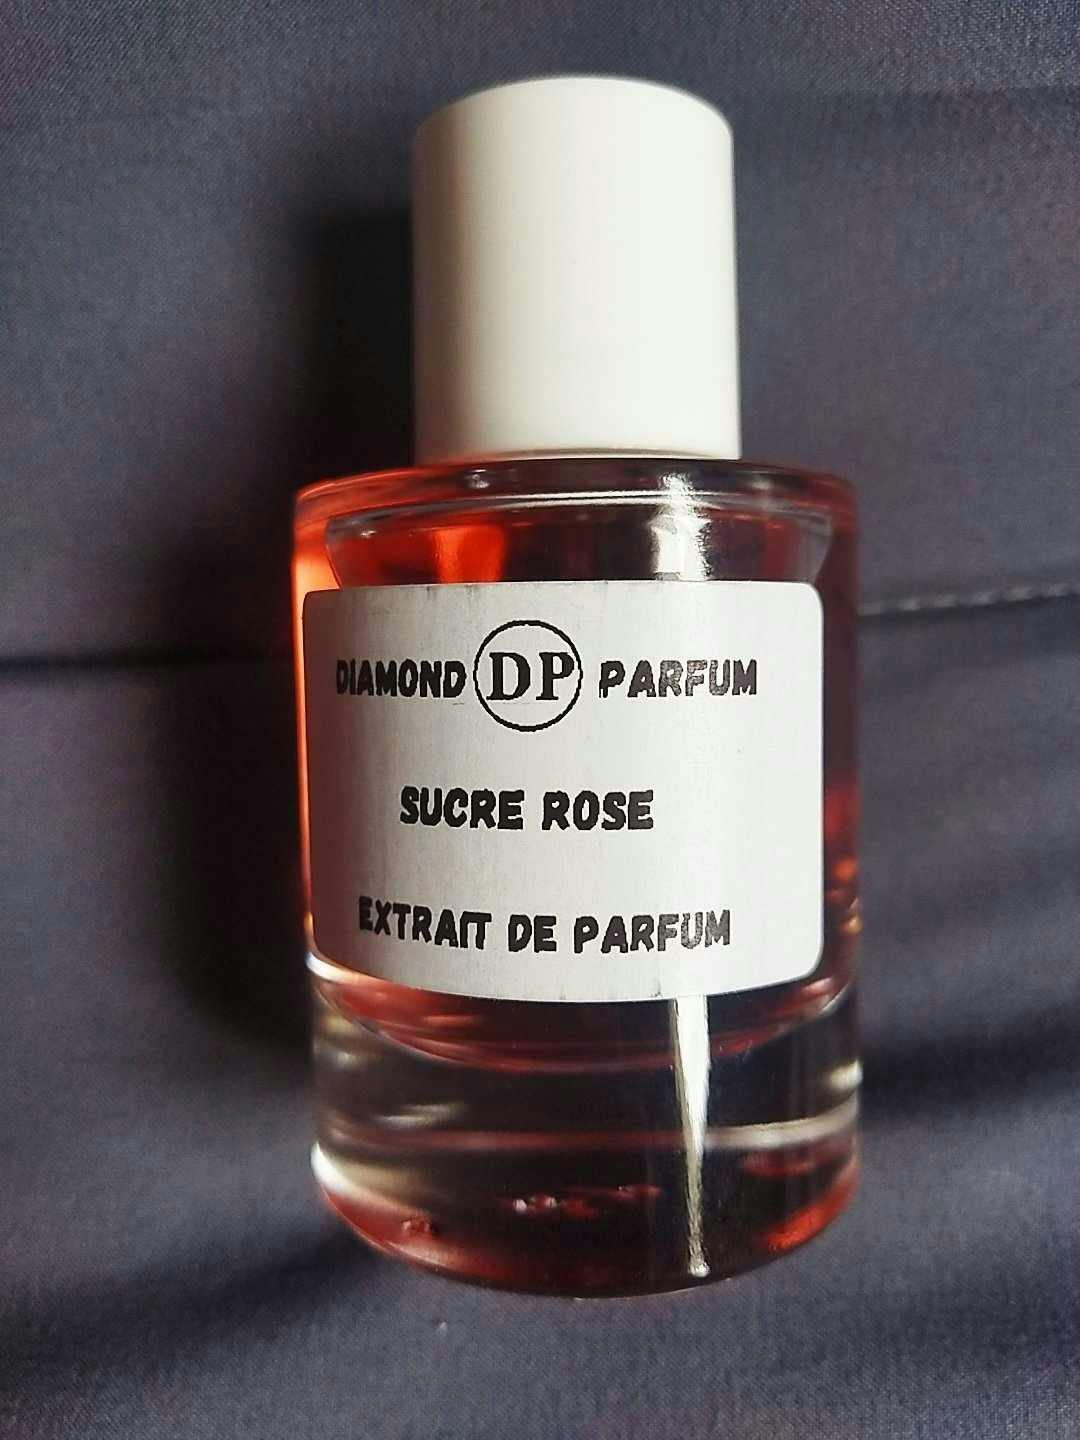 DIAMOND DP PARFUM
SUCRE ROSE
EXTRAIT DE PARFUM